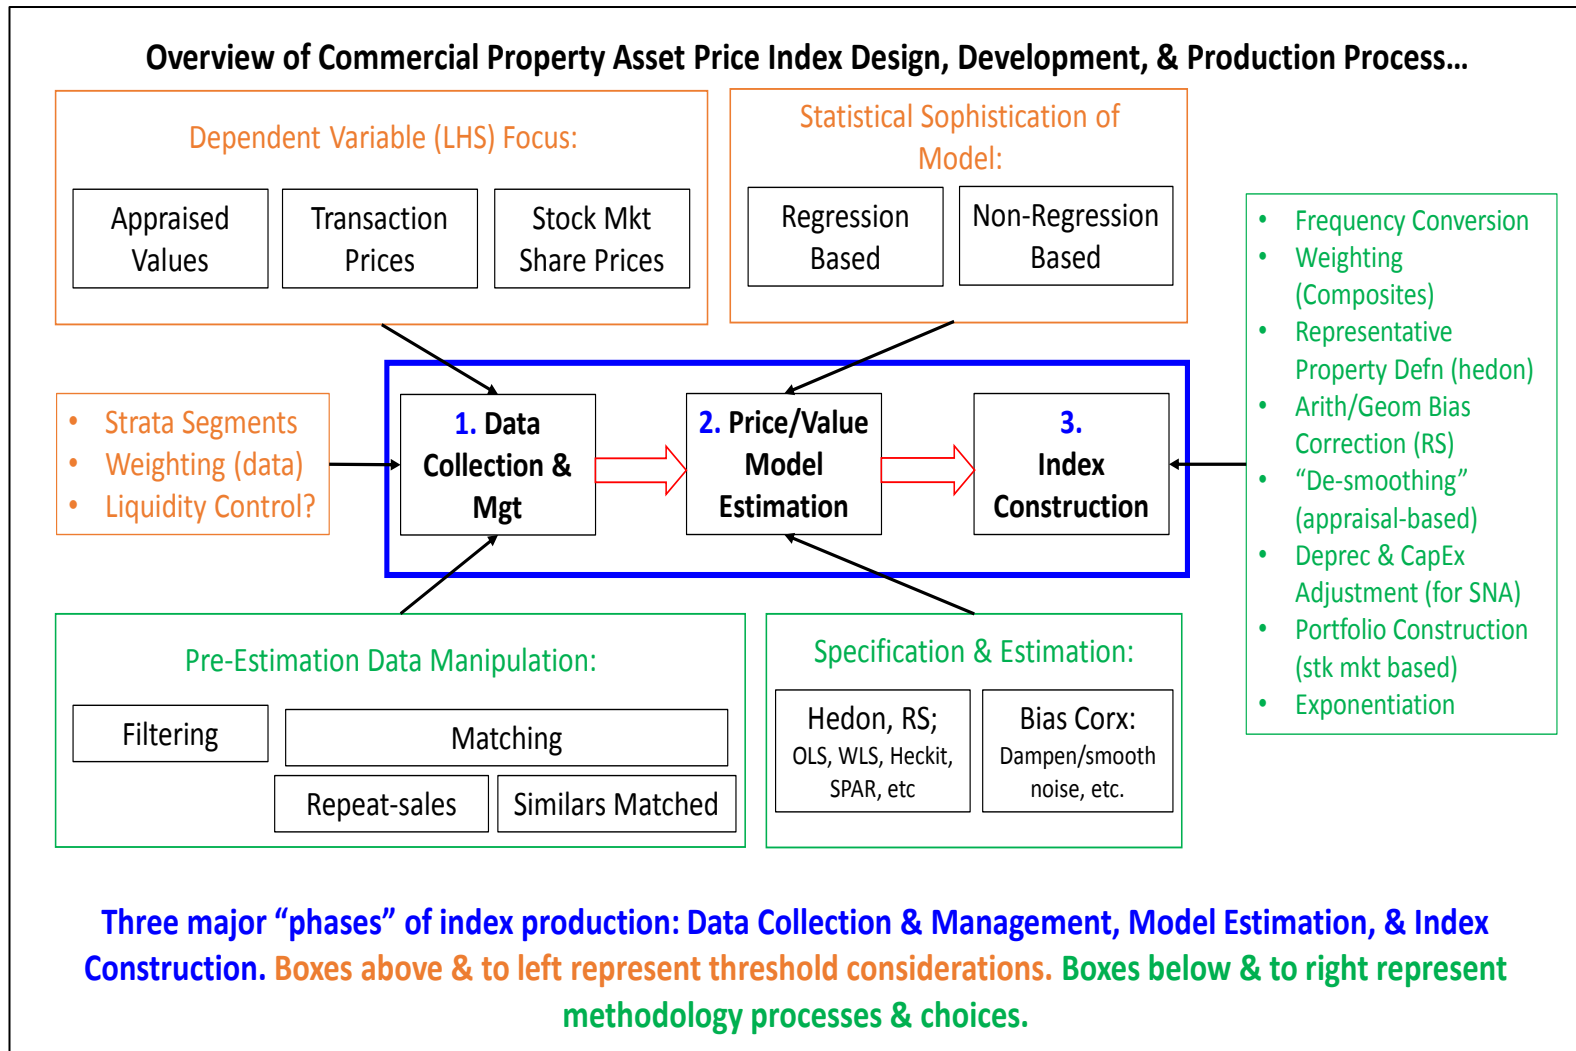 Overview of Commercial Property Asset Price Index Design, Development, & Production Process…
Dependent Variable (LHS) Focus:
Appraised
Values
Transaction
Prices
Stock Mkt
Share Prices
Statistical Sophistication of
Model:
Regression
Based
Non-Regression
Based
• Strata Segments
• Weighting (data)
• Liquidity Control?
1. Data
Collection &
Mgt
2. Price/Value
Model
Estimation
3.
Index
Construction
• Frequency Conversion
• Weighting
(Composites)
• Representative
Property Defn (hedon)
• Arith/Geom Bias
Correction (RS)
• “De-smoothing”
(appraisal-based)
• Deprec & CapEx
Adjustment (for SNA)
• Portfolio Construction
(stk mkt based)
• Exponentiation
Pre-Estimation Data Manipulation:
Filtering
Matching
Repeat-sales
Similars Matched
Specification & Estimation:
Hedon, RS;
OLS, WLS, Heckit,
SPAR, etc
Bias Corx:
Dampen/smooth
noise, etc.
Three major “phases” of index production: Data Collection & Management, Model Estimation, & Index
Construction. Boxes above & to left represent threshold considerations. Boxes below & to right represent
methodology processes & choices.